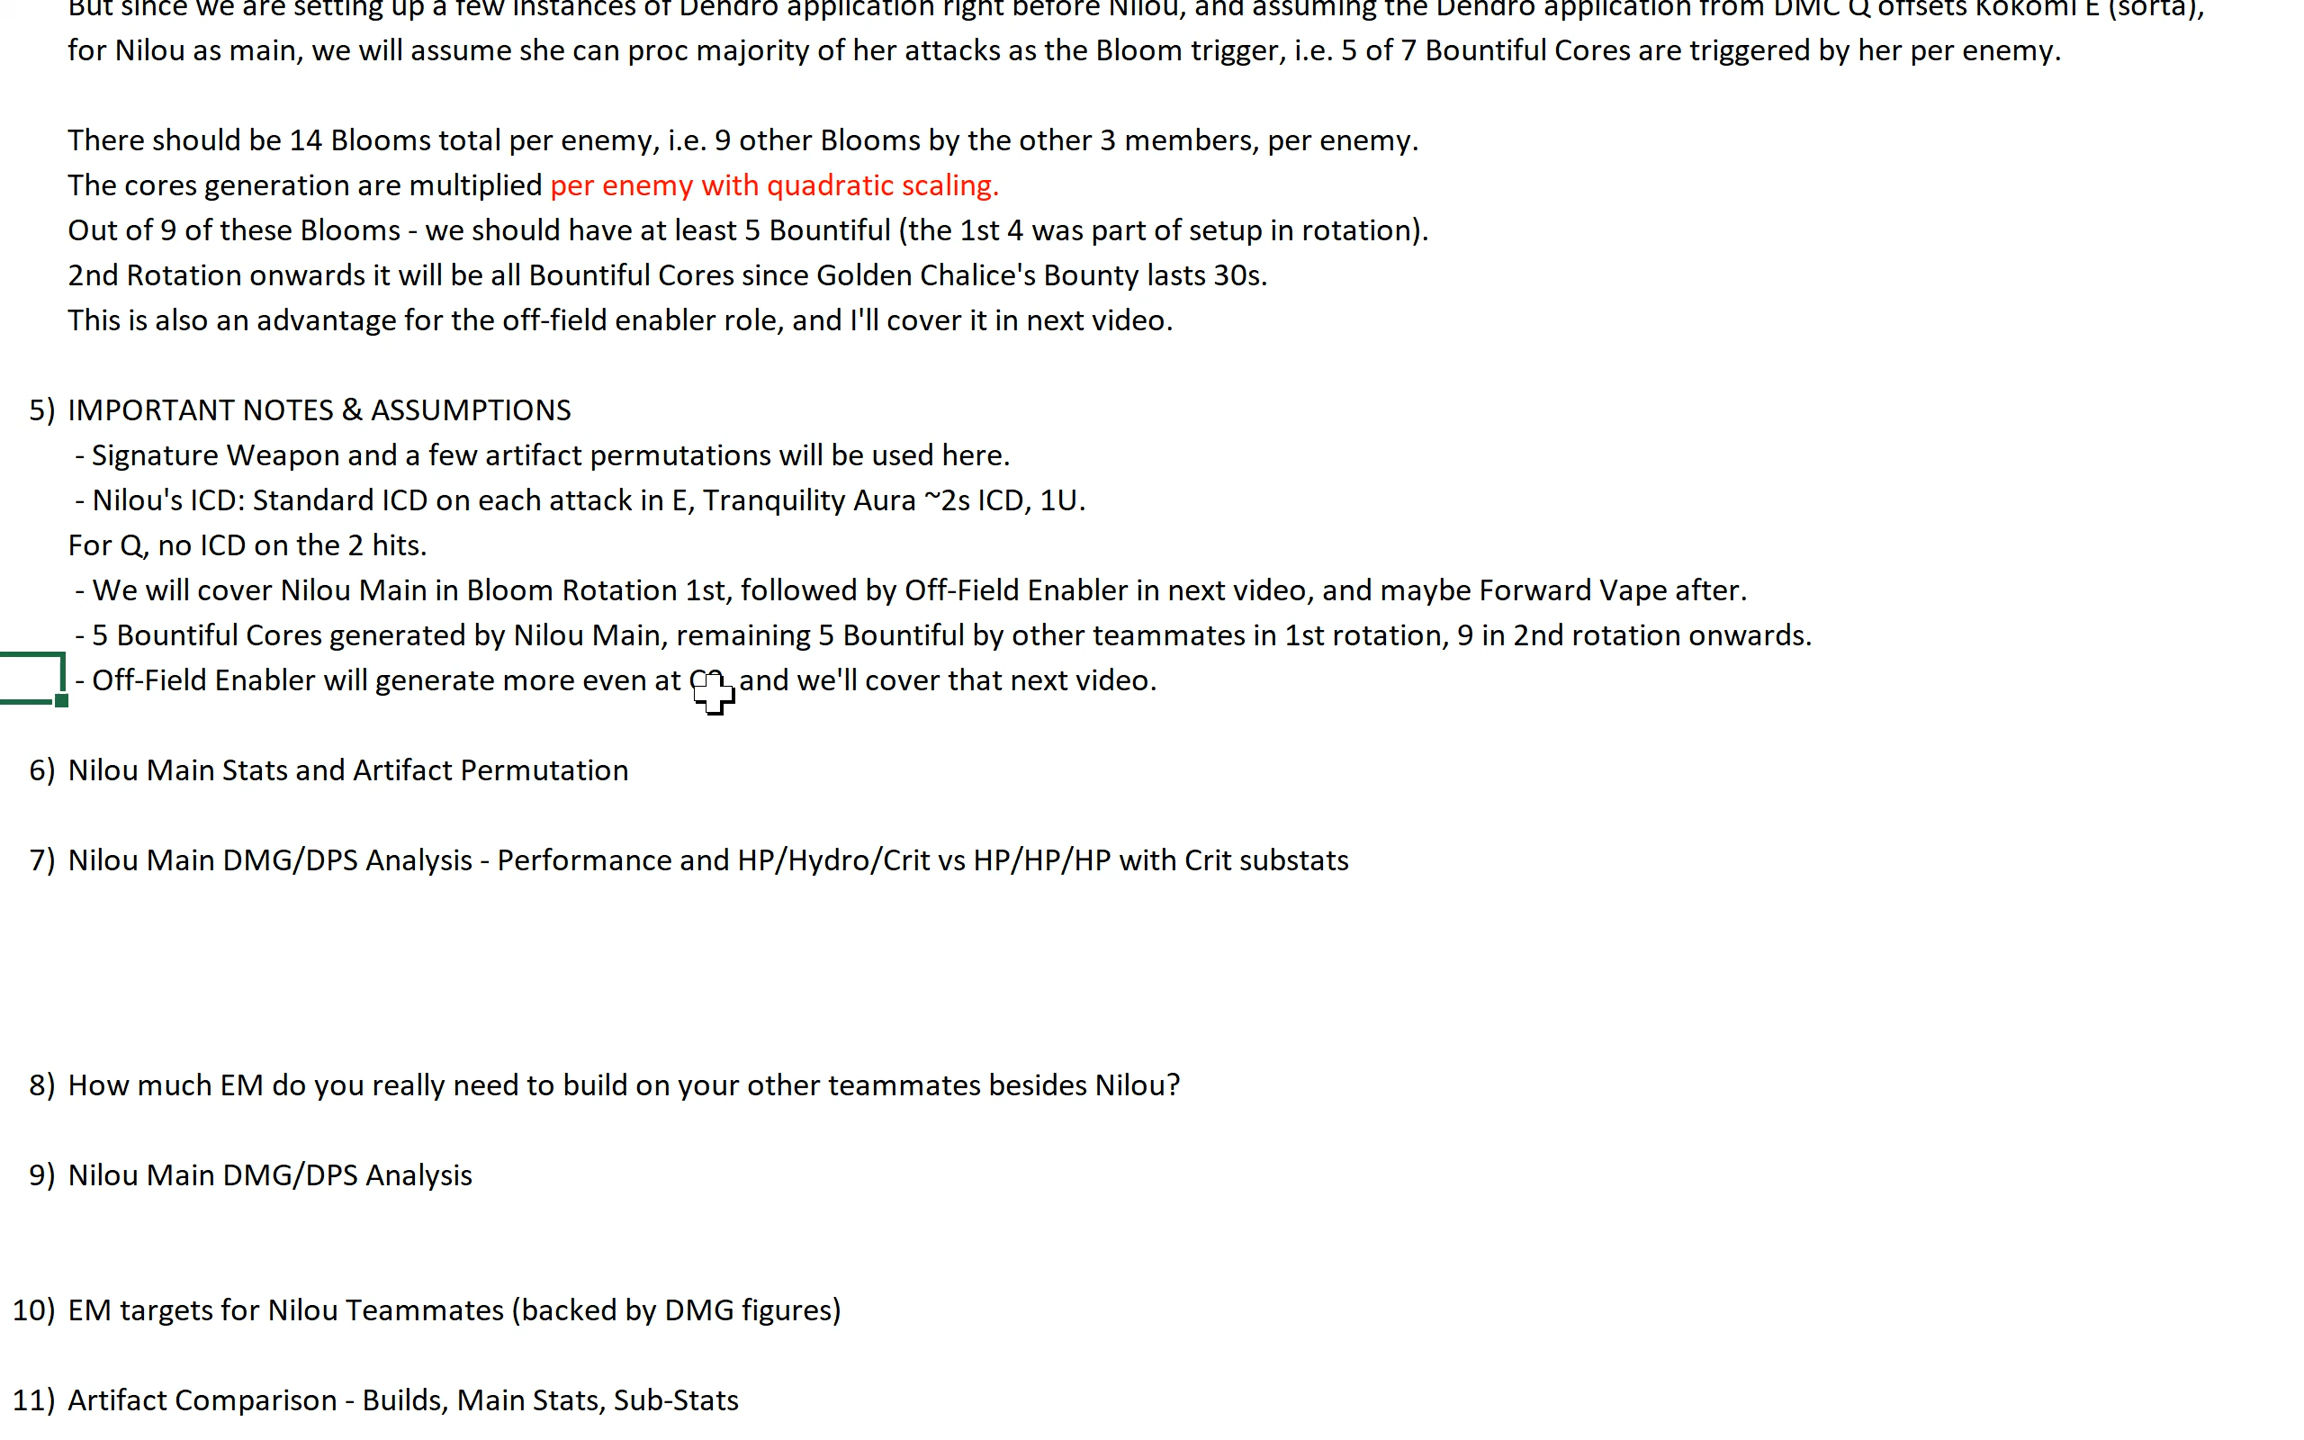 But since we are setting up a few instances of Dendro application right before Nilou, and assuming the Dendro application from DMC Q offsets Kokomi E (sorta),
for Nilou as main, we will assume she can proc majority of her attacks as the Bloom trigger, i.e. 5 of 7 Bountiful Cores are triggered by her per enemy.
There should be 14 Blooms total per enemy, i.e. 9 other Blooms by the other 3 members, per enemy.
The cores generation are multiplied per enemy with quadratic scaling.
Out of 9 of these Blooms - we should have at least 5 Bountiful (the 1st 4 was part of setup in rotation).
2nd Rotation onwards it will be all Bountiful Cores since Golden Chalice's Bounty lasts 30s.
This is also an advantage for the off-field enabler role, and I'll cover it in next video.
5) IMPORTANT NOTES & ASSUMPTIONS
- Signature Weapon and a few artifact permutations will be used here.
- Nilou's ICD: Standard ICD on each attack in E, Tranquility Aura ~2s ICD, 1U.
For Q, no ICD on the 2 hits.
- We will cover Nilou Main in Bloom Rotation 1st, followed by Off-Field Enabler in next video, and maybe Forward Vape after.
- 5 Bountiful Cores generated by Nilou Main, remaining 5 Bountiful by other teammates in 1st rotation, 9 in 2nd rotation onwards.
- Off-Field Enabler will generate more even at and we'll cover that next video.
6) Nilou Main Stats and Artifact Permutation
7) Nilou Main DMG/DPS Analysis - Performance and HP/Hydro/Crit vs HP/HP/HP with Crit substats
8) How much EM do you really need to build on your other teammates besides Nilou?
9) Nilou Main DMG/DPS Analysis
10) EM targets for Nilou Teammates (backed by DMG figures)
11) Artifact Comparison - Builds, Main Stats, Sub-Stats